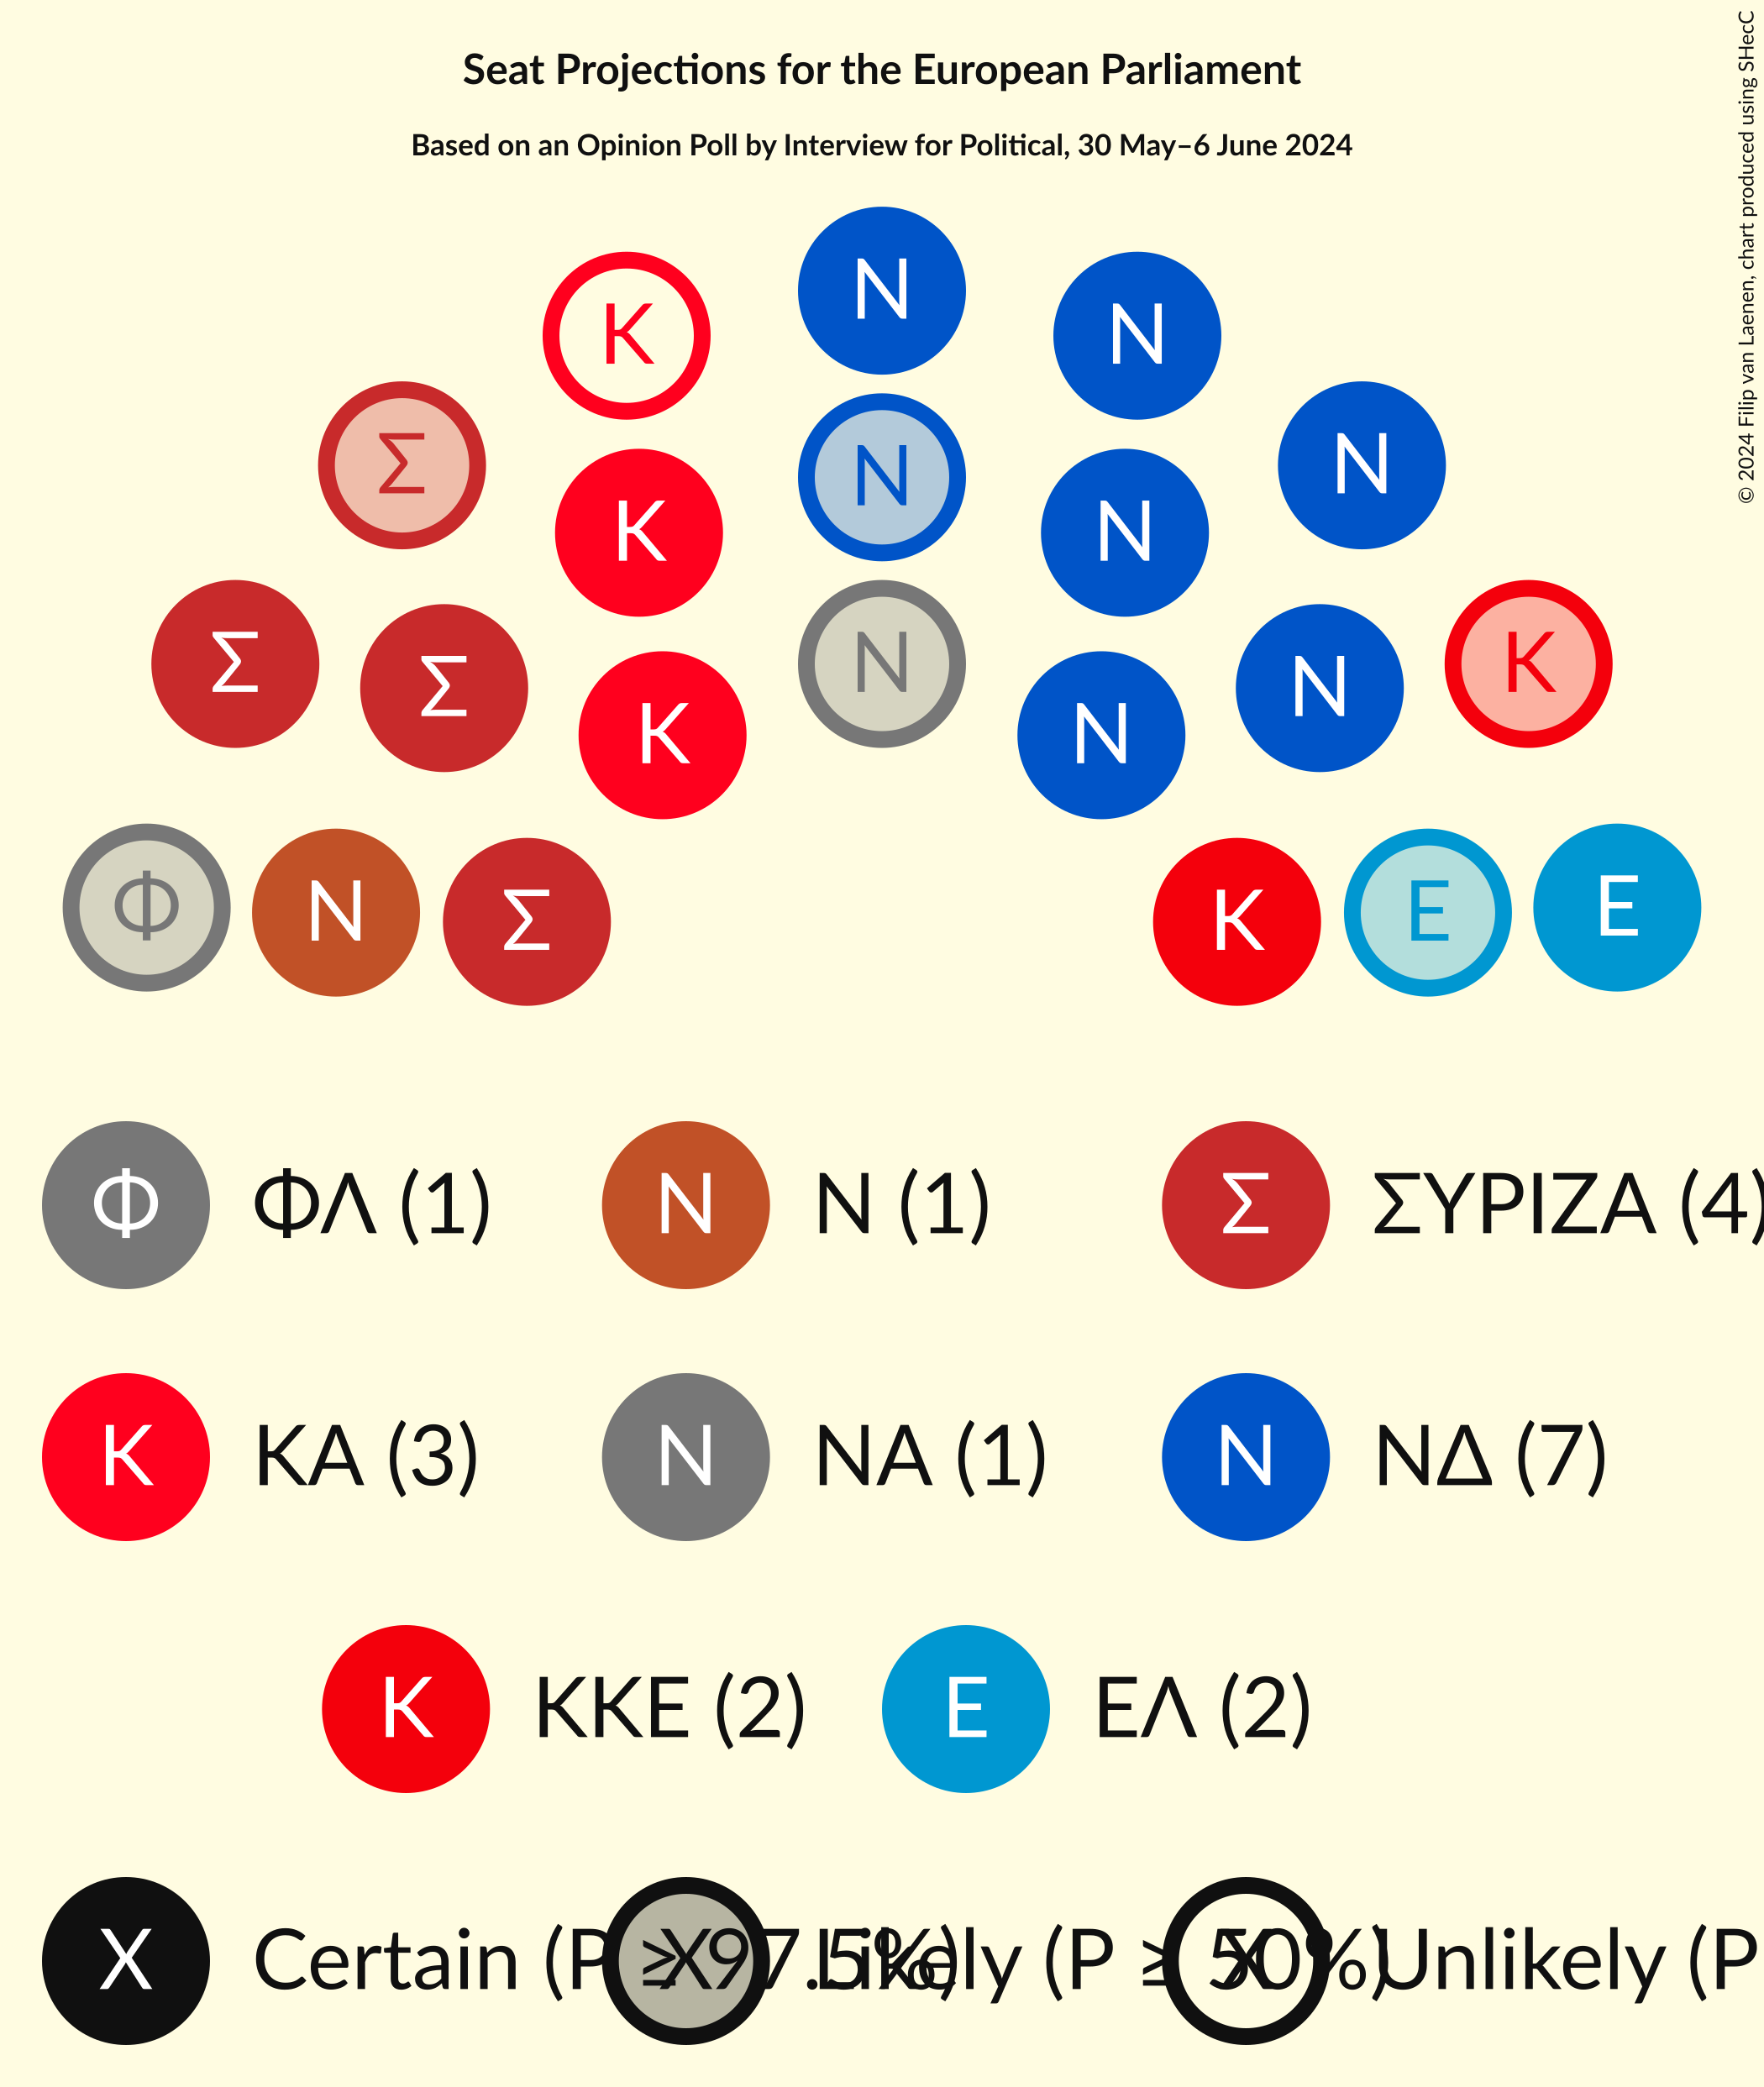 Seat Projections for the European Parliament
Based on an Opinion Poll by Interview for Political, 30 May–6 June 2024
© 2024 Filip van Laenen, chart produced using SHecC
Ν
Κ Ν
Ν
Σ Ν
Κ Ν
Σ Ν Κ
Σ Ν
Κ Ν
Φ Ν Σ Κ Ε Ε
Φ ΦΛ (1) Ν Ν (1) Σ ΣΥΡΙΖΑ (4)
Κ ΚΑ (3) Ν ΝΑ (1) Ν ΝΔ (7)
Κ ΚΚΕ (2) Ε ΕΛ (2)
X Certain (P ≥ 97.5%) X Likely (P ≥ 50%) X Unlikely (P